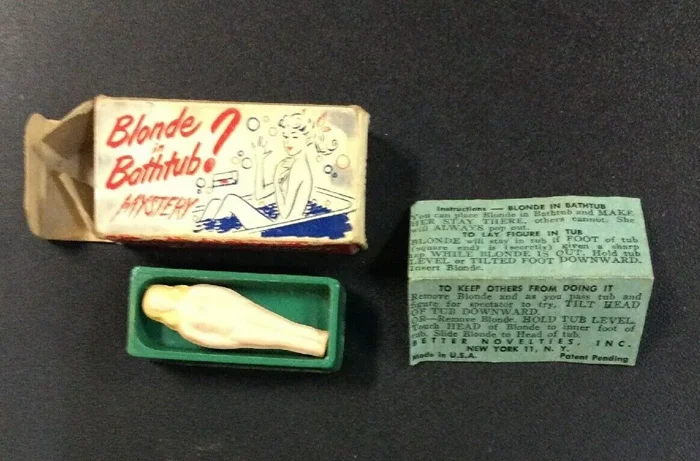 Blonde
in
Bathtub?
MYSTERY
Instructions — BLONDE IN BATHTUB
You can place Blonde in Bathtub and MAKE
HER STAY THERE, others cannot. She
will ALWAYS pop out.
TO LAY FIGURE IN TUB
BLONDE will stay in tub if FOOT of tub
(square end) is (secretly) given a sharp
tap WHILE BLONDE IS OUT. Hold tub
LEVEL or TILTED FOOT DOWNWARD.
Insert Blonde.
TO KEEP OTHERS FROM DOING IT
Remove Blonde and as you pass tub and
figure for spectator to try, TILT HEAD
OF TUB DOWNWARD.
OR—Remove Blonde. HOLD TUB LEVEL
Touch HEAD of Blonde to inner foot of
tub. Slide Blonde to Head of tub.
BETTER NOVELTIES, INC.
NEW YORK 11, N. Y.
Made in U.S.A. Patent Pending